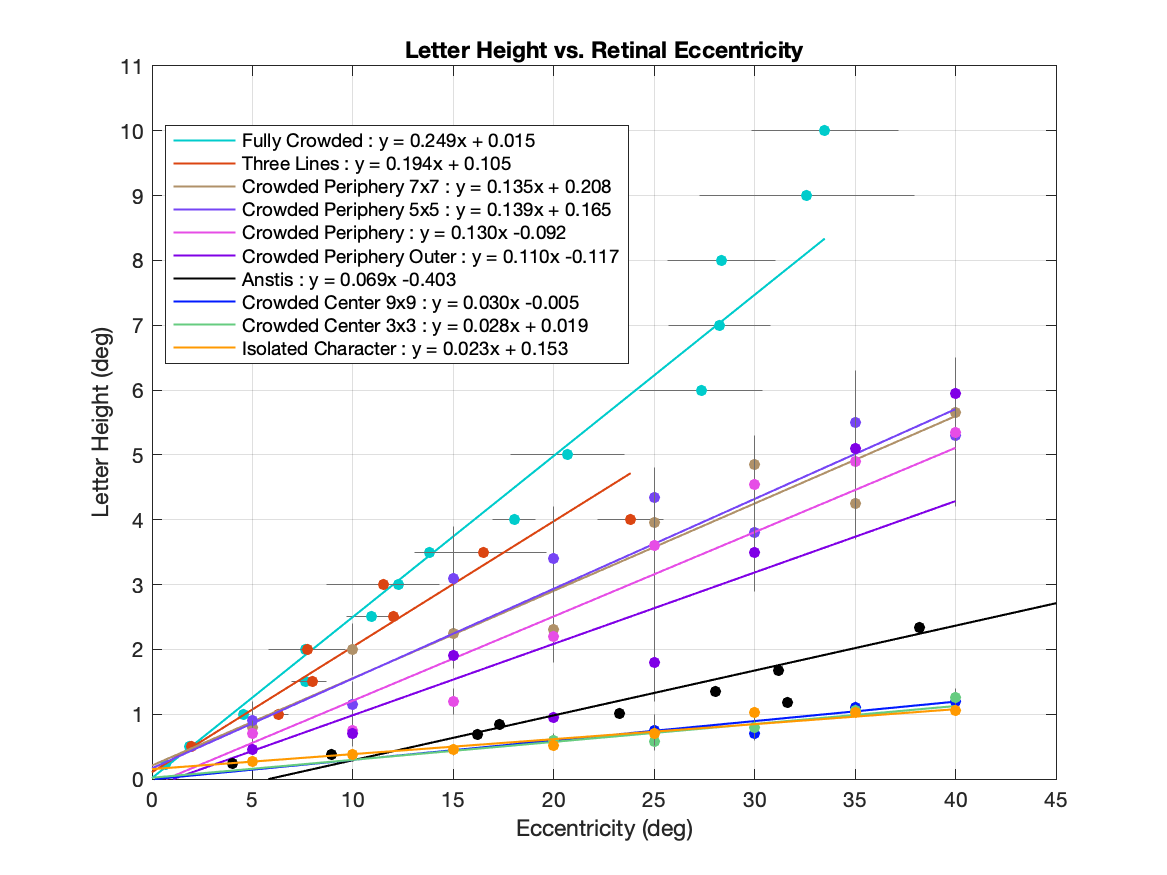 Letter Height vs. Retinal Eccentricity
11
10
9
8
7
6
5
4
3
2
1
0
Letter Height (deg)
Fully Crowded : y = 0.249x + 0.015
Three Lines : y = 0.194x + 0.105
Crowded Periphery 7x7 : y = 0.135x + 0.208
Crowded Periphery 5x5 : y = 0.139x + 0.165
Crowded Periphery : y = 0.130x -0.092
Crowded Periphery Outer : y = 0.110x -0.117
Anstis : y = 0.069x -0.403
Crowded Center 9x9 : y = 0.030x -0.005
Crowded Center 3x3 : y = 0.028x + 0.019
Isolated Character : y = 0.023x + 0.153
0 5 10 15 20 25 30 35 40 45
Eccentricity (deg)